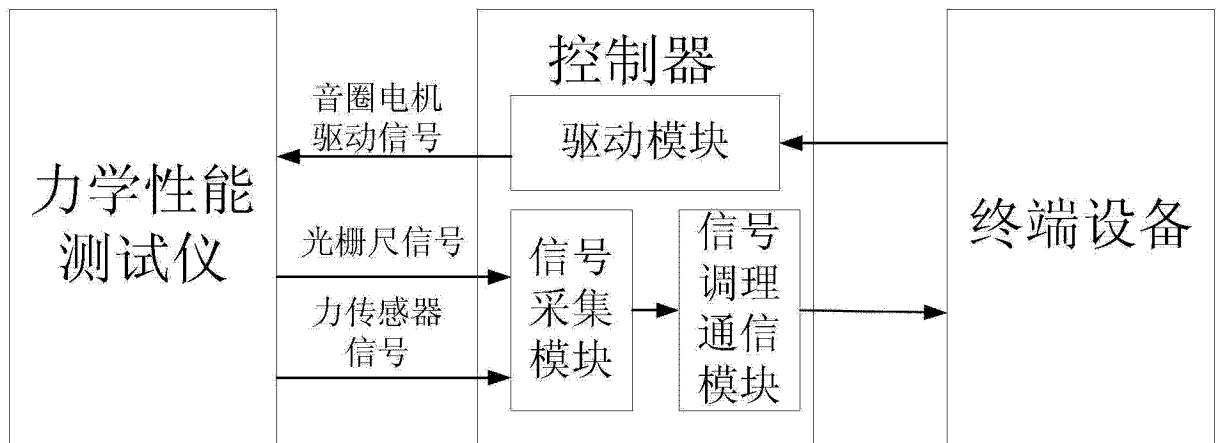 力学性能
测试仪
音圈电机
驱动信号
光栅尺信号
力传感器
信号
控制器
驱动模块
信号
采集
模块
信号
调理
通信
模块
终端设备